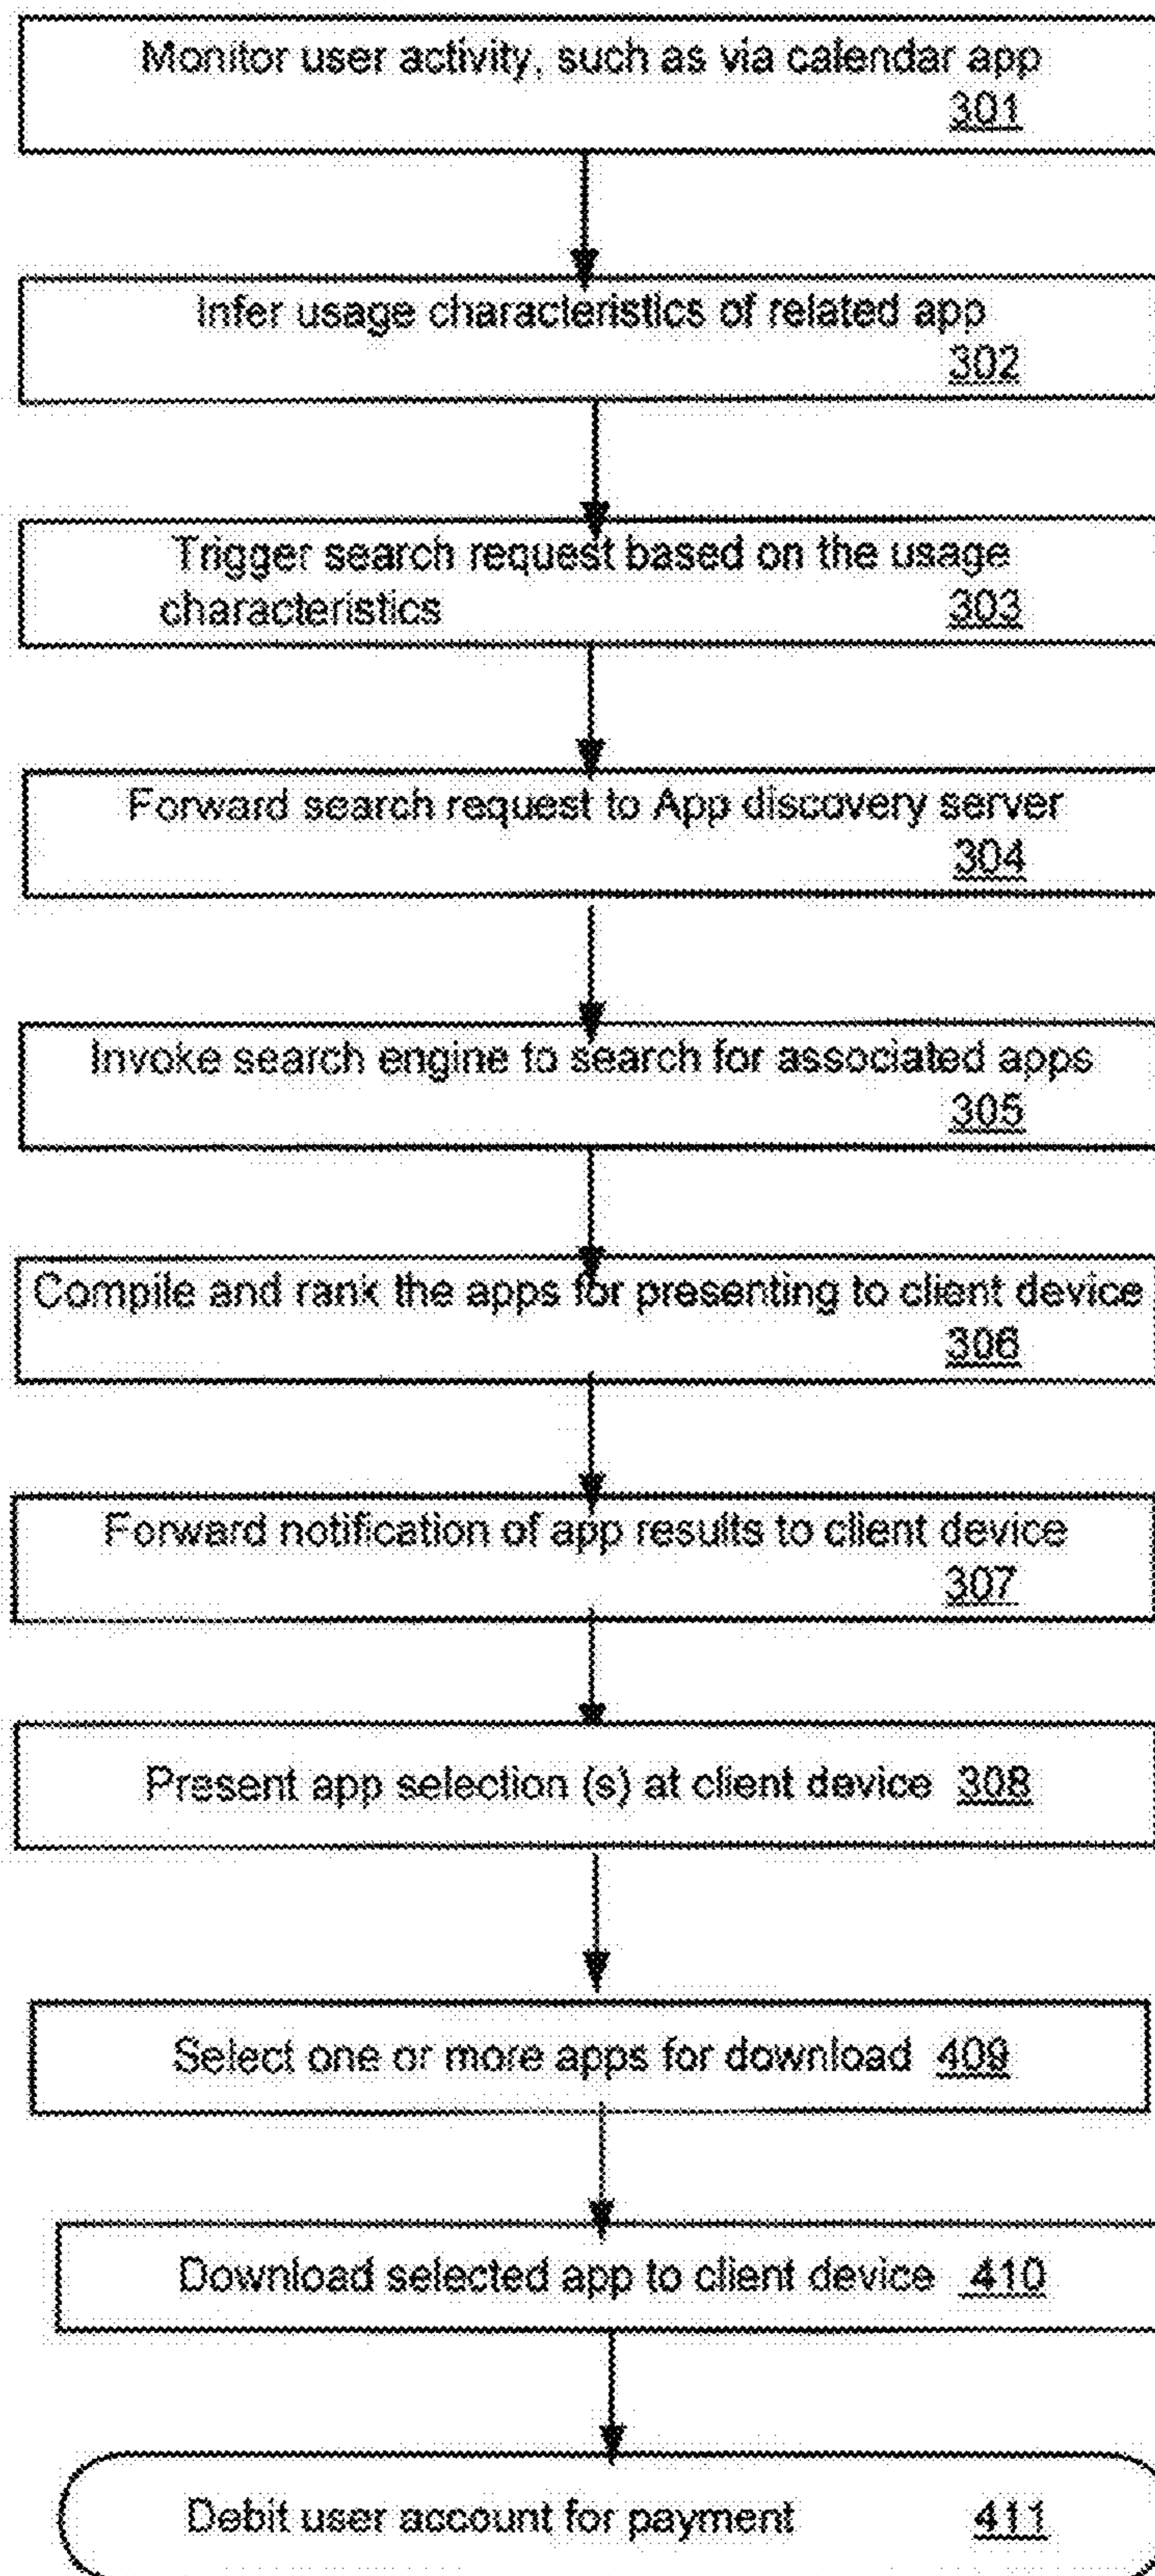 Monitor user activity, such as via calendar app
301
Infer usage characteristics of related app
302
Trigger search request based on the usage
characteristics 303
Forward search request to App discovery server
304
Invoke search engine to search for associated apps
305
Compile and rank the apps for presenting to client device
306
Forward notification of app results to client device
307
Present app selection (s) at client device 308
Select one or more apps for download 409
Download selected app to client device 410
Debit user account for payment 411